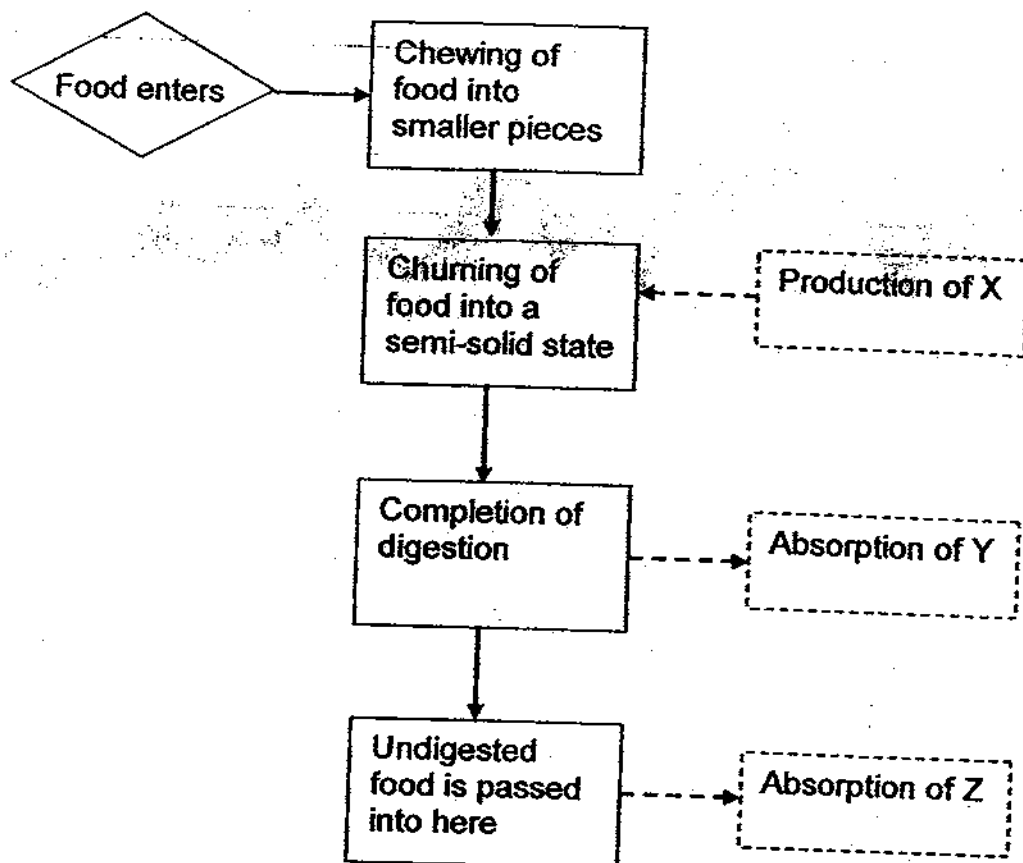 Food enters
Chewing of
food into
smaller pieces
Churning of
food into a
semi-solid state
Production of X
Completion of
digestion
Absorption of Y
Undigested
food is passed
into here
Absorption of Z